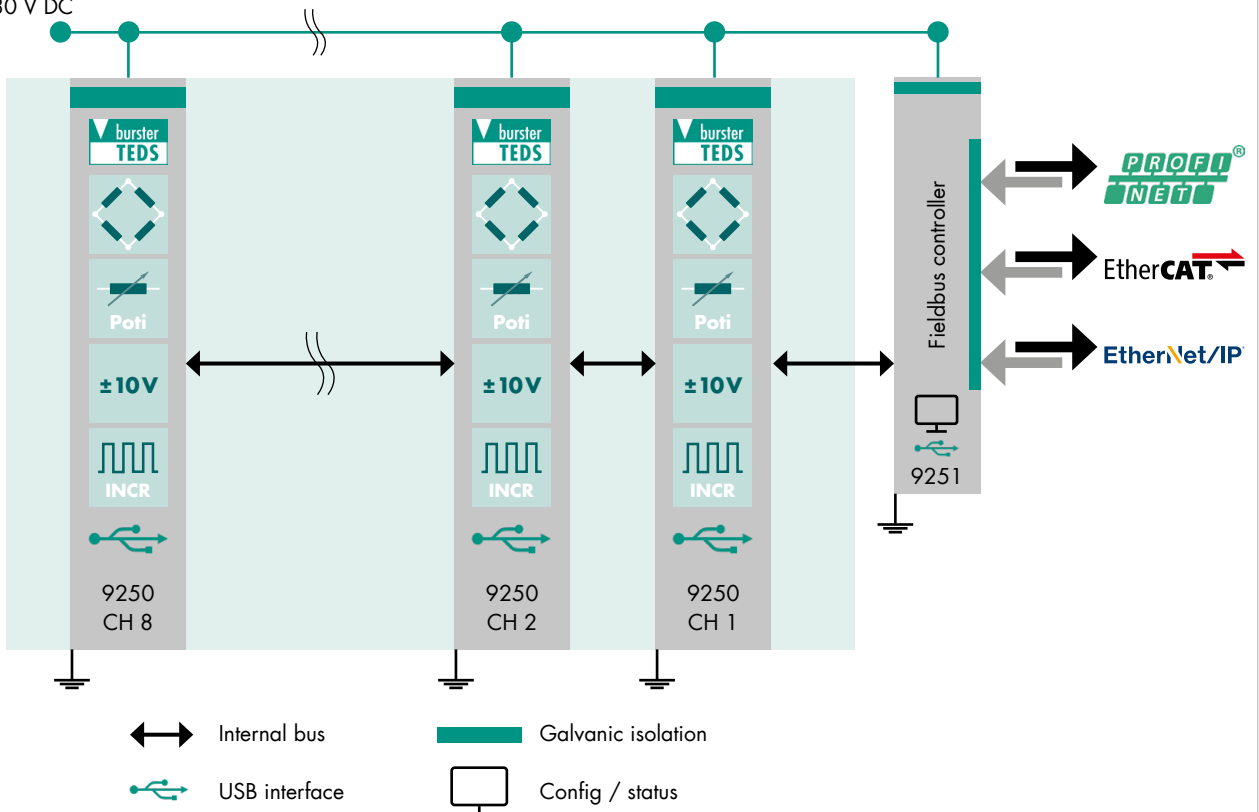 V DC
burster
TEDS
Poti
±10V
INCR
9250
CH 8
burster
TEDS
Poti
±10V
INCR
9250
CH 2
burster
TEDS
Poti
±10V
INCR
9250
CH 1
Fieldbus controller
9251
PROFI®
NET
EtherCAT®
EtherNet/IP
Internal bus
Galvanic isolation
USB interface
Config / status